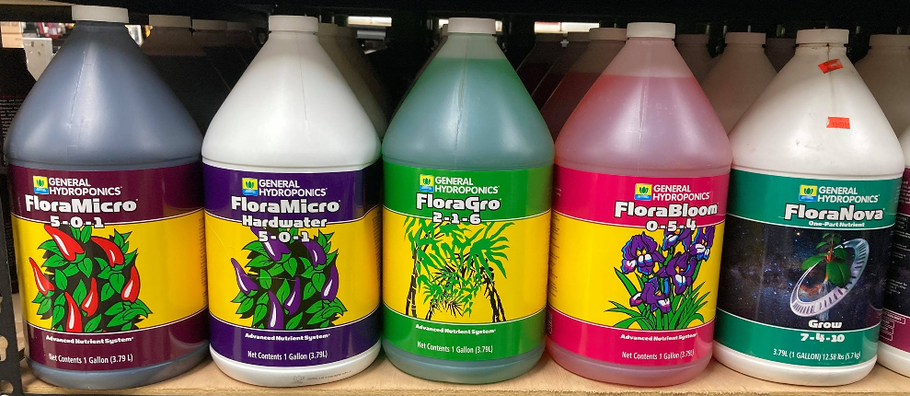 GENERAL
HYDROPONICS
FloraMicro
5-0-1
Advanced Nutrient System
Net Contents 1 Gallon (3.79 L)
GENERAL
HYDROPONICS
FloraMicro
Hardwater
5-0-1
Advanced Nutrient System
Net Contents 1 Gallon (3.79L)
GENERAL
HYDROPONICS
FloraGro
2-1-6
Advanced Nutrient System
Net Contents 1 Gallon (3.79L)
GENERAL
HYDROPONICS
FloraBloom
0-5-4
Advanced Nutrient System
Net Contents 1 Gallon (3.79L)
GENERAL
HYDROPONICS
FloraNova
One-Part Nutrient
Grow
7-4-10
3.79L (1 GALLON) 12.58 lbs (5.7 kg)